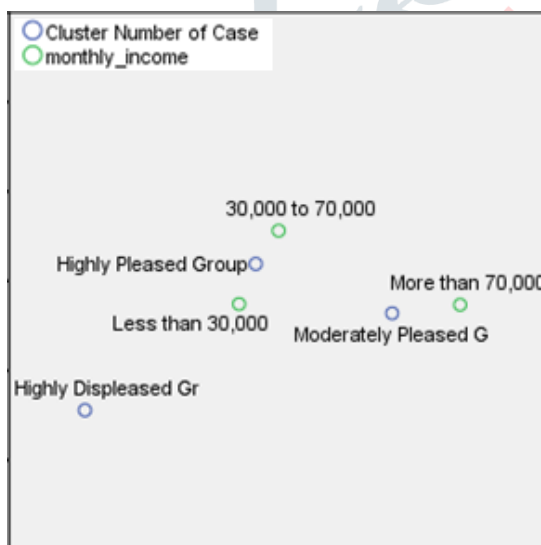 Cluster Number of Case
monthly_income
30,000 to 70,000
Highly Pleased Group
More than 70,000
Less than 30,000
Moderately Pleased G
Highly Displeased Gr